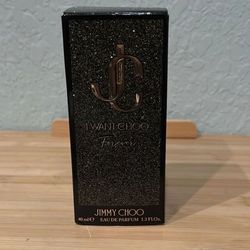 JC
I WANT CHOO
Forever
JIMMY CHOO
40 ml ℮ EAU DE PARFUM 1.3 FL.OZ.